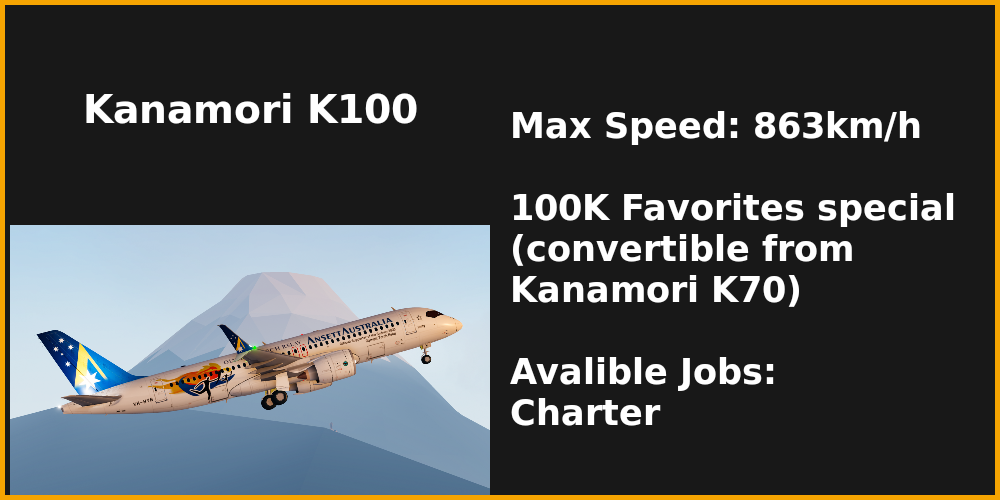 Kanamori K100
Max Speed: 863km/h
100K Favorites special
(convertible from
Kanamori K70)
Avalible Jobs:
Charter
ANSETT AUSTRALIA